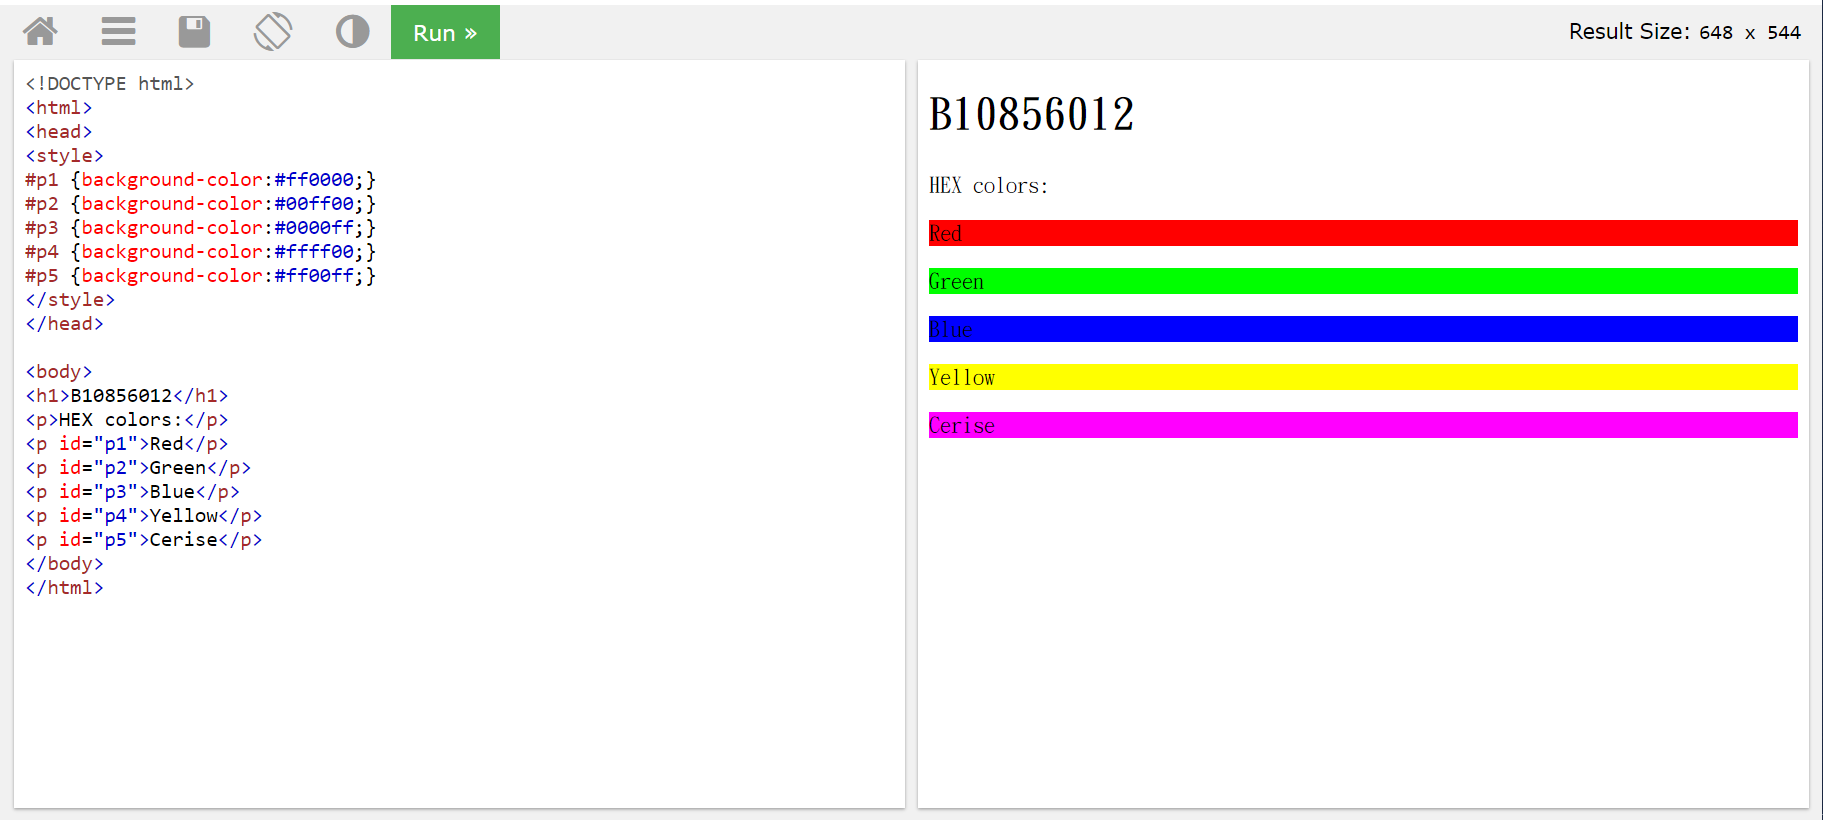 Run »
Result Size: 648 x 544
<!DOCTYPE html>
<html>
<head>
<style>
#p1 {background-color:#ff0000;}
#p2 {background-color:#00ff00;}
#p3 {background-color:#0000ff;}
#p4 {background-color:#ffff00;}
#p5 {background-color:#ff00ff;}
</style>
</head>
<body>
<h1>B10856012</h1>
<p>HEX colors:</p>
<p id="p1">Red</p>
<p id="p2">Green</p>
<p id="p3">Blue</p>
<p id="p4">Yellow</p>
<p id="p5">Cerise</p>
</body>
</html>
B10856012
HEX colors:
Red
Green
Blue
Yellow
Cerise